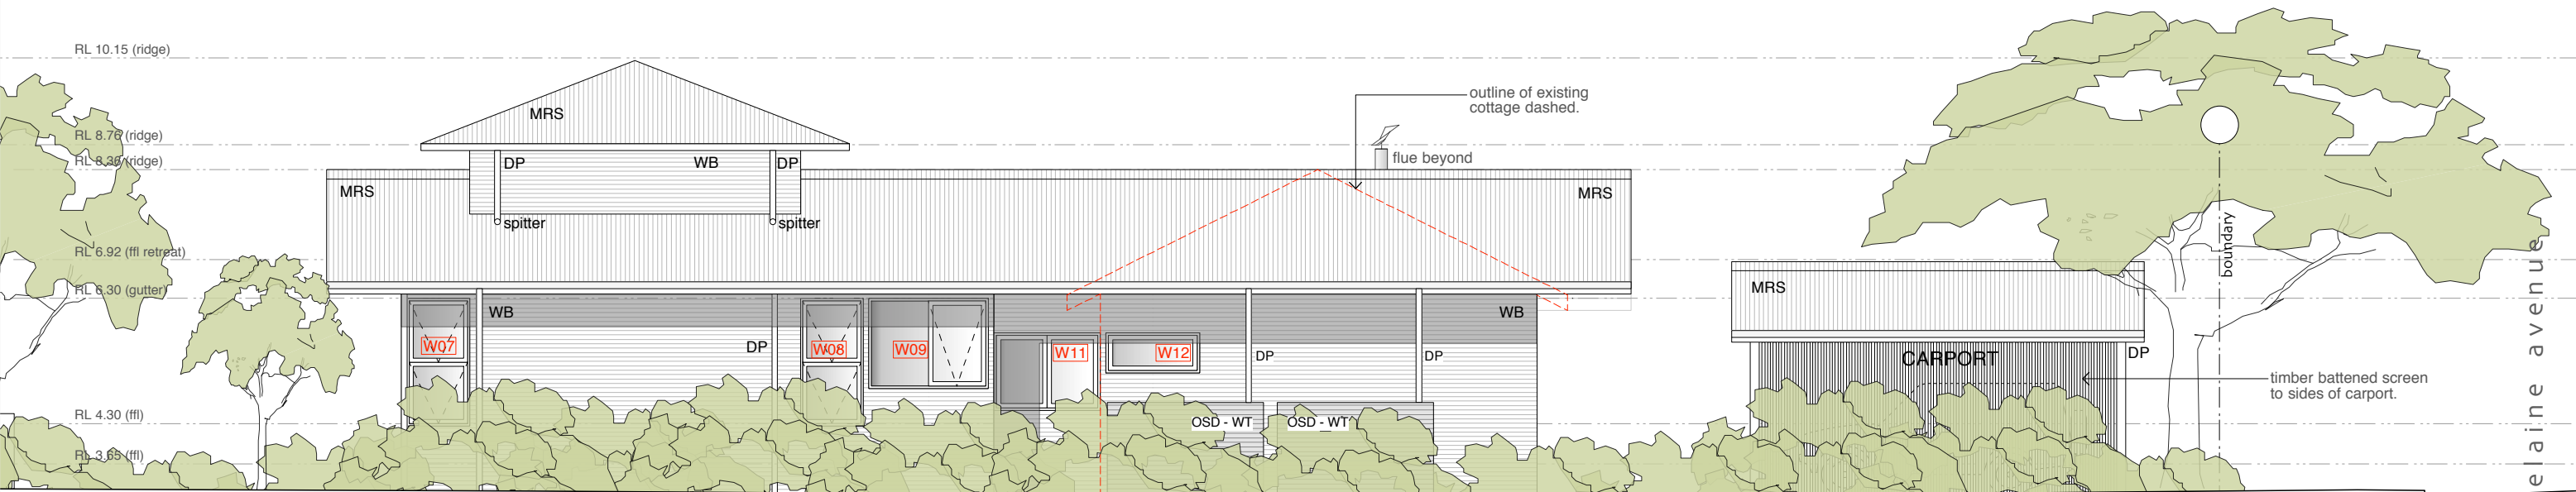 RL 10.15 (ridge)
RL 8.76 (ridge)
RL 8.36 (ridge)
RL 6.92 (ffl retreat)
RL 6.30 (gutter)
RL 4.30 (ffl)
RL 3.65 (ffl)
MRS
DP
WB
DP
spitter
spitter
MRS
MRS
outline of existing
cottage dashed.
flue beyond
W07
WB
DP
W08
W09
W11
W12
DP
DP
WB
OSD - WT
OSD - WT
MRS
CARPORT
DP
timber battened screen
to sides of carport.
boundary
elaine avenue